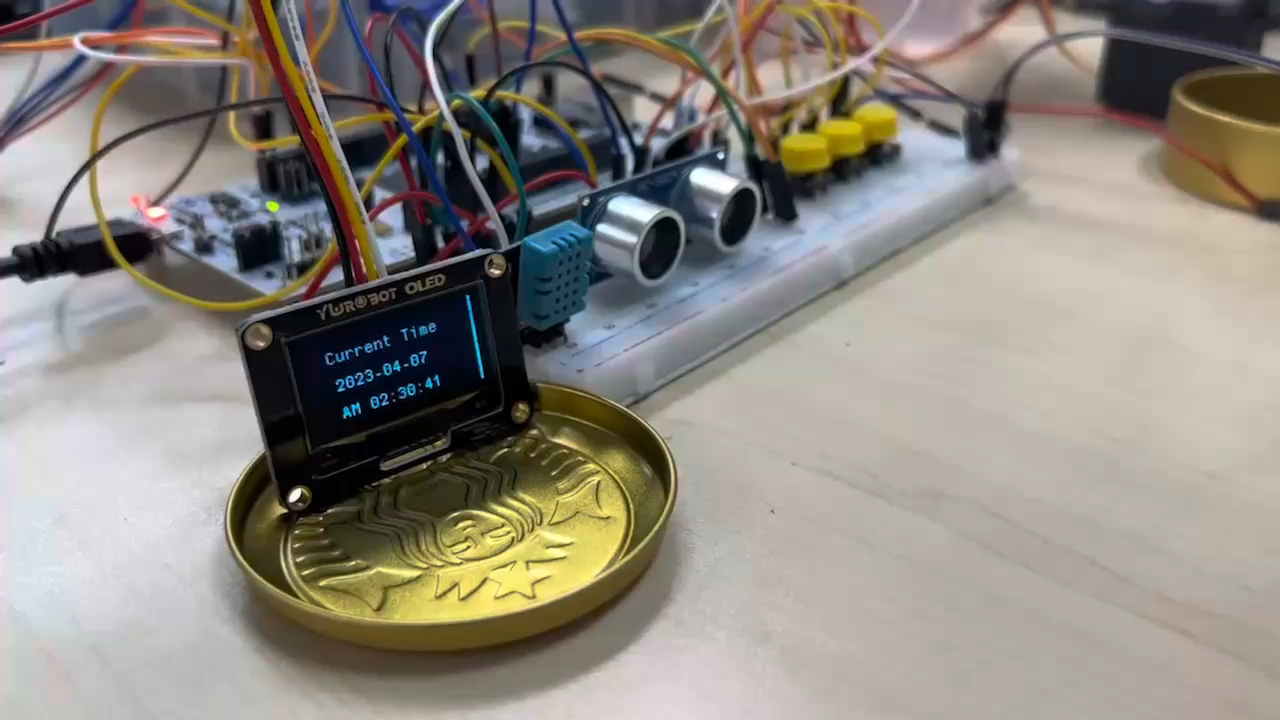 YWROBOT OLED
Current Time
2023-04-07
AM 02:30:41